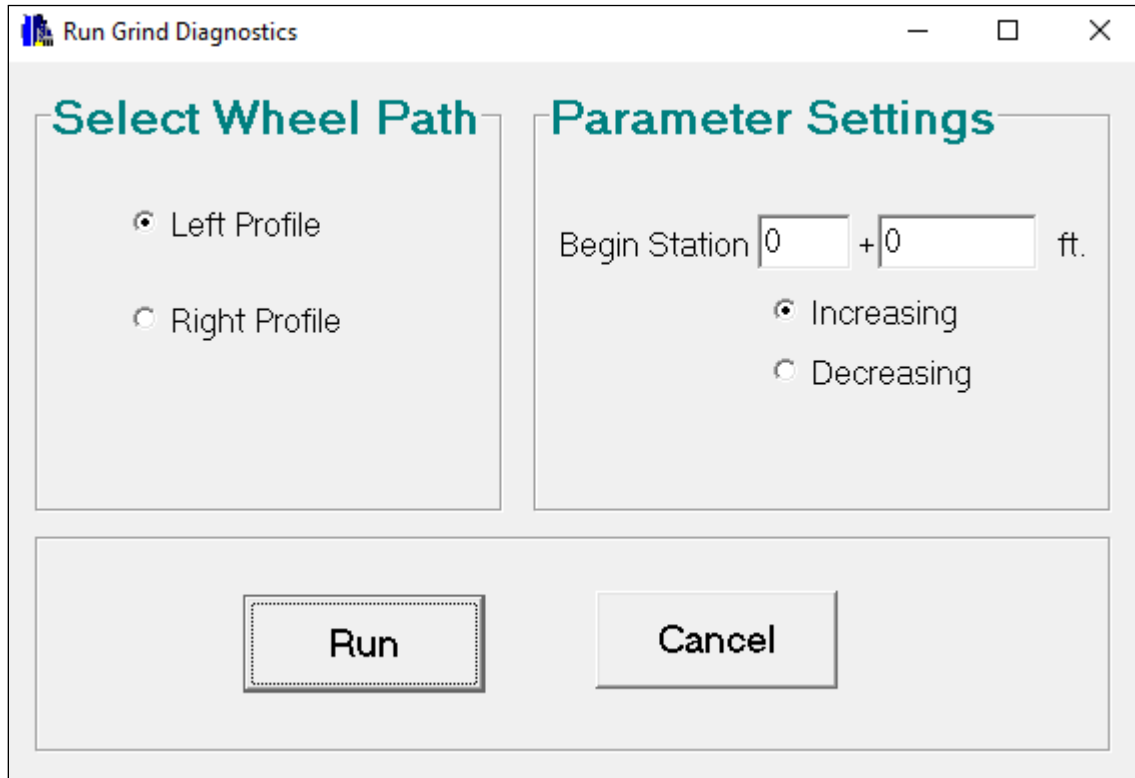 Run Grind Diagnostics
Select Wheel Path
Left Profile
Right Profile
Parameter Settings
Begin Station 0 + 0 ft.
Increasing
Decreasing
Run
Cancel